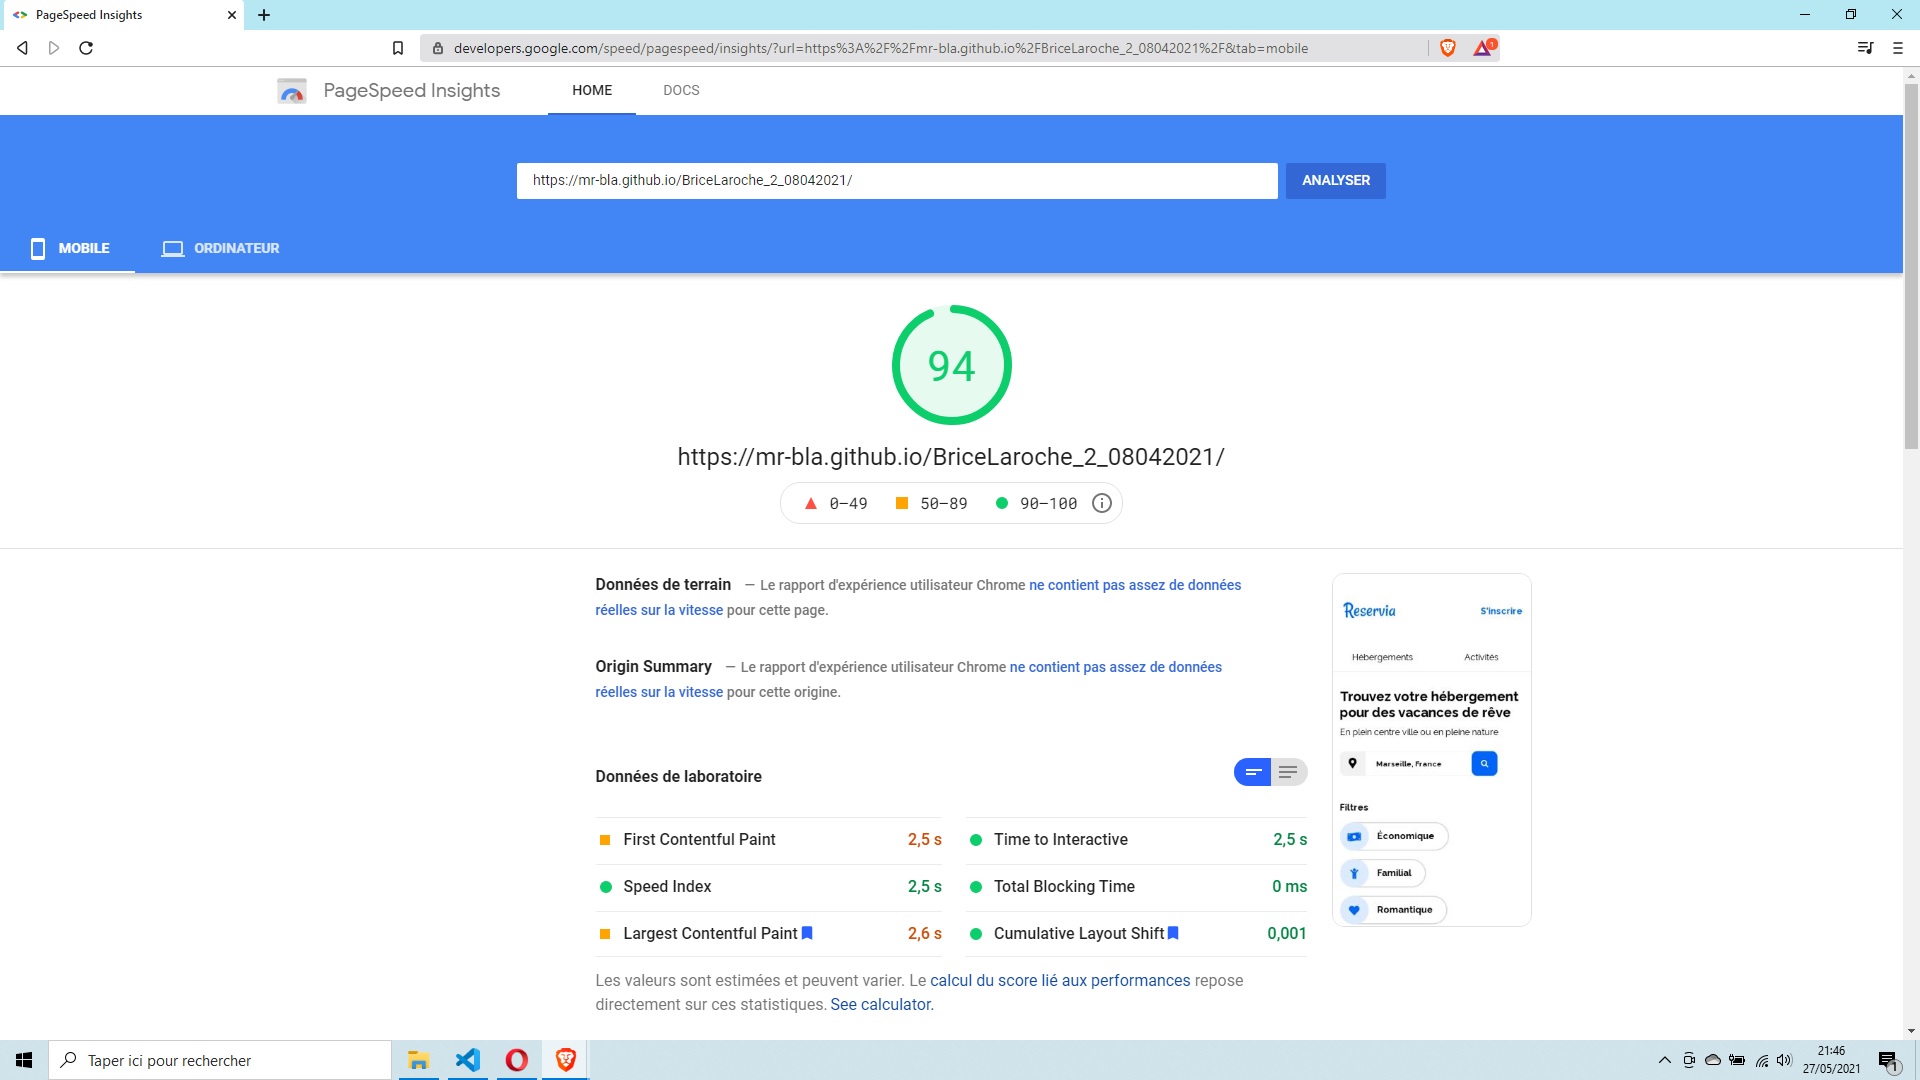 PageSpeed Insights
developers.google.com/speed/pagespeed/insights/?url=https%3A%2F%2Fmr-bla.github.io%2FBriceLaroche_2_08042021%2F&tab=mobile
1
PageSpeed Insights
HOME
DOCS
https://mr-bla.github.io/BriceLaroche_2_08042021/
ANALYSER
MOBILE
ORDINATEUR
94
https://mr-bla.github.io/BriceLaroche_2_08042021/
0–49
50–89
90–100
Données de terrain — Le rapport d'expérience utilisateur Chrome ne contient pas assez de données
réelles sur la vitesse pour cette page.
Origin Summary — Le rapport d'expérience utilisateur Chrome ne contient pas assez de données
réelles sur la vitesse pour cette origine.
Données de laboratoire
First Contentful Paint 2,5 s
Time to Interactive 2,5 s
Speed Index 2,5 s
Total Blocking Time 0 ms
Largest Contentful Paint 2,6 s
Cumulative Layout Shift 0,001
Les valeurs sont estimées et peuvent varier. Le calcul du score lié aux performances repose
directement sur ces statistiques. See calculator.
Reservia
S'inscrire
Hébergements
Activités
Trouvez votre hébergement
pour des vacances de rêve
En plein centre ville ou en pleine nature
Marseille, France
Filtres
Économique
Familial
Romantique
Taper ici pour rechercher
21:46
27/05/2021
1